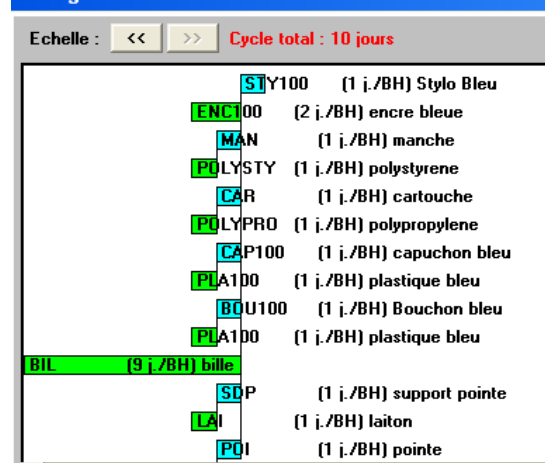 Echelle : << >> Cycle total : 10 jours
STY100 (1 j./BH) Stylo Bleu
ENC100 (2 j./BH) encre bleue
MAN (1 j./BH) manche
POLYSTY (1 j./BH) polystyrene
CAR (1 j./BH) cartouche
POLYPRO (1 j./BH) polypropylene
CAP100 (1 j./BH) capuchon bleu
PLA100 (1 j./BH) plastique bleu
BOU100 (1 j./BH) Bouchon bleu
PLA100 (1 j./BH) plastique bleu
BIL (9 j./BH) bille
SDP (1 j./BH) support pointe
LAI (1 j./BH) laiton
POI (1 j./BH) pointe